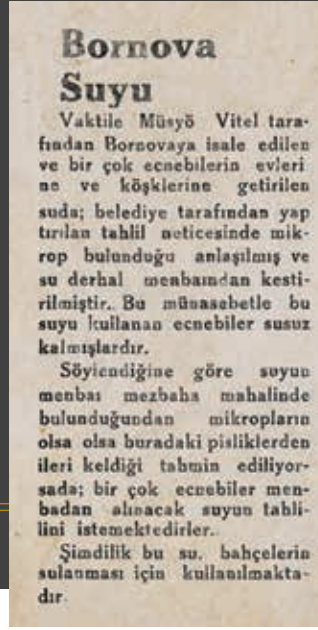 Bornova
Suyu
Vaktile Müsyö Vitel tara-
fından Bornovaya isale edilen
ve bir çok ecnebilerin evleri
ne ve köşklerine getirilen
suda; belediye tarafından yap
tırılan tahlil neticesinde mik-
rop bulunduğu anlaşılmış ve
su derhal menbaından kesti-
rilmiştir. Bu münasebetle bu
suyu kullanan ecnebiler susuz
kalmışlardır.
Söylendiğine göre suyun
menbaı mezbaha mahalinde
bulunduğundan mikropların
olsa olsa buradaki pisliklerden
ileri keldiği tahmin ediliyor-
sada; bir çok ecnebiler men-
badan alınacak suyun tahli-
lini istemektedirler.
Şimdilik bu su. bahçelerin
sulanması için kullanılmakta-
dır.